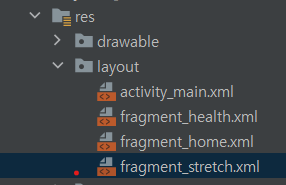 res
drawable
layout
activity_main.xml
fragment_health.xml
fragment_home.xml
fragment_stretch.xml